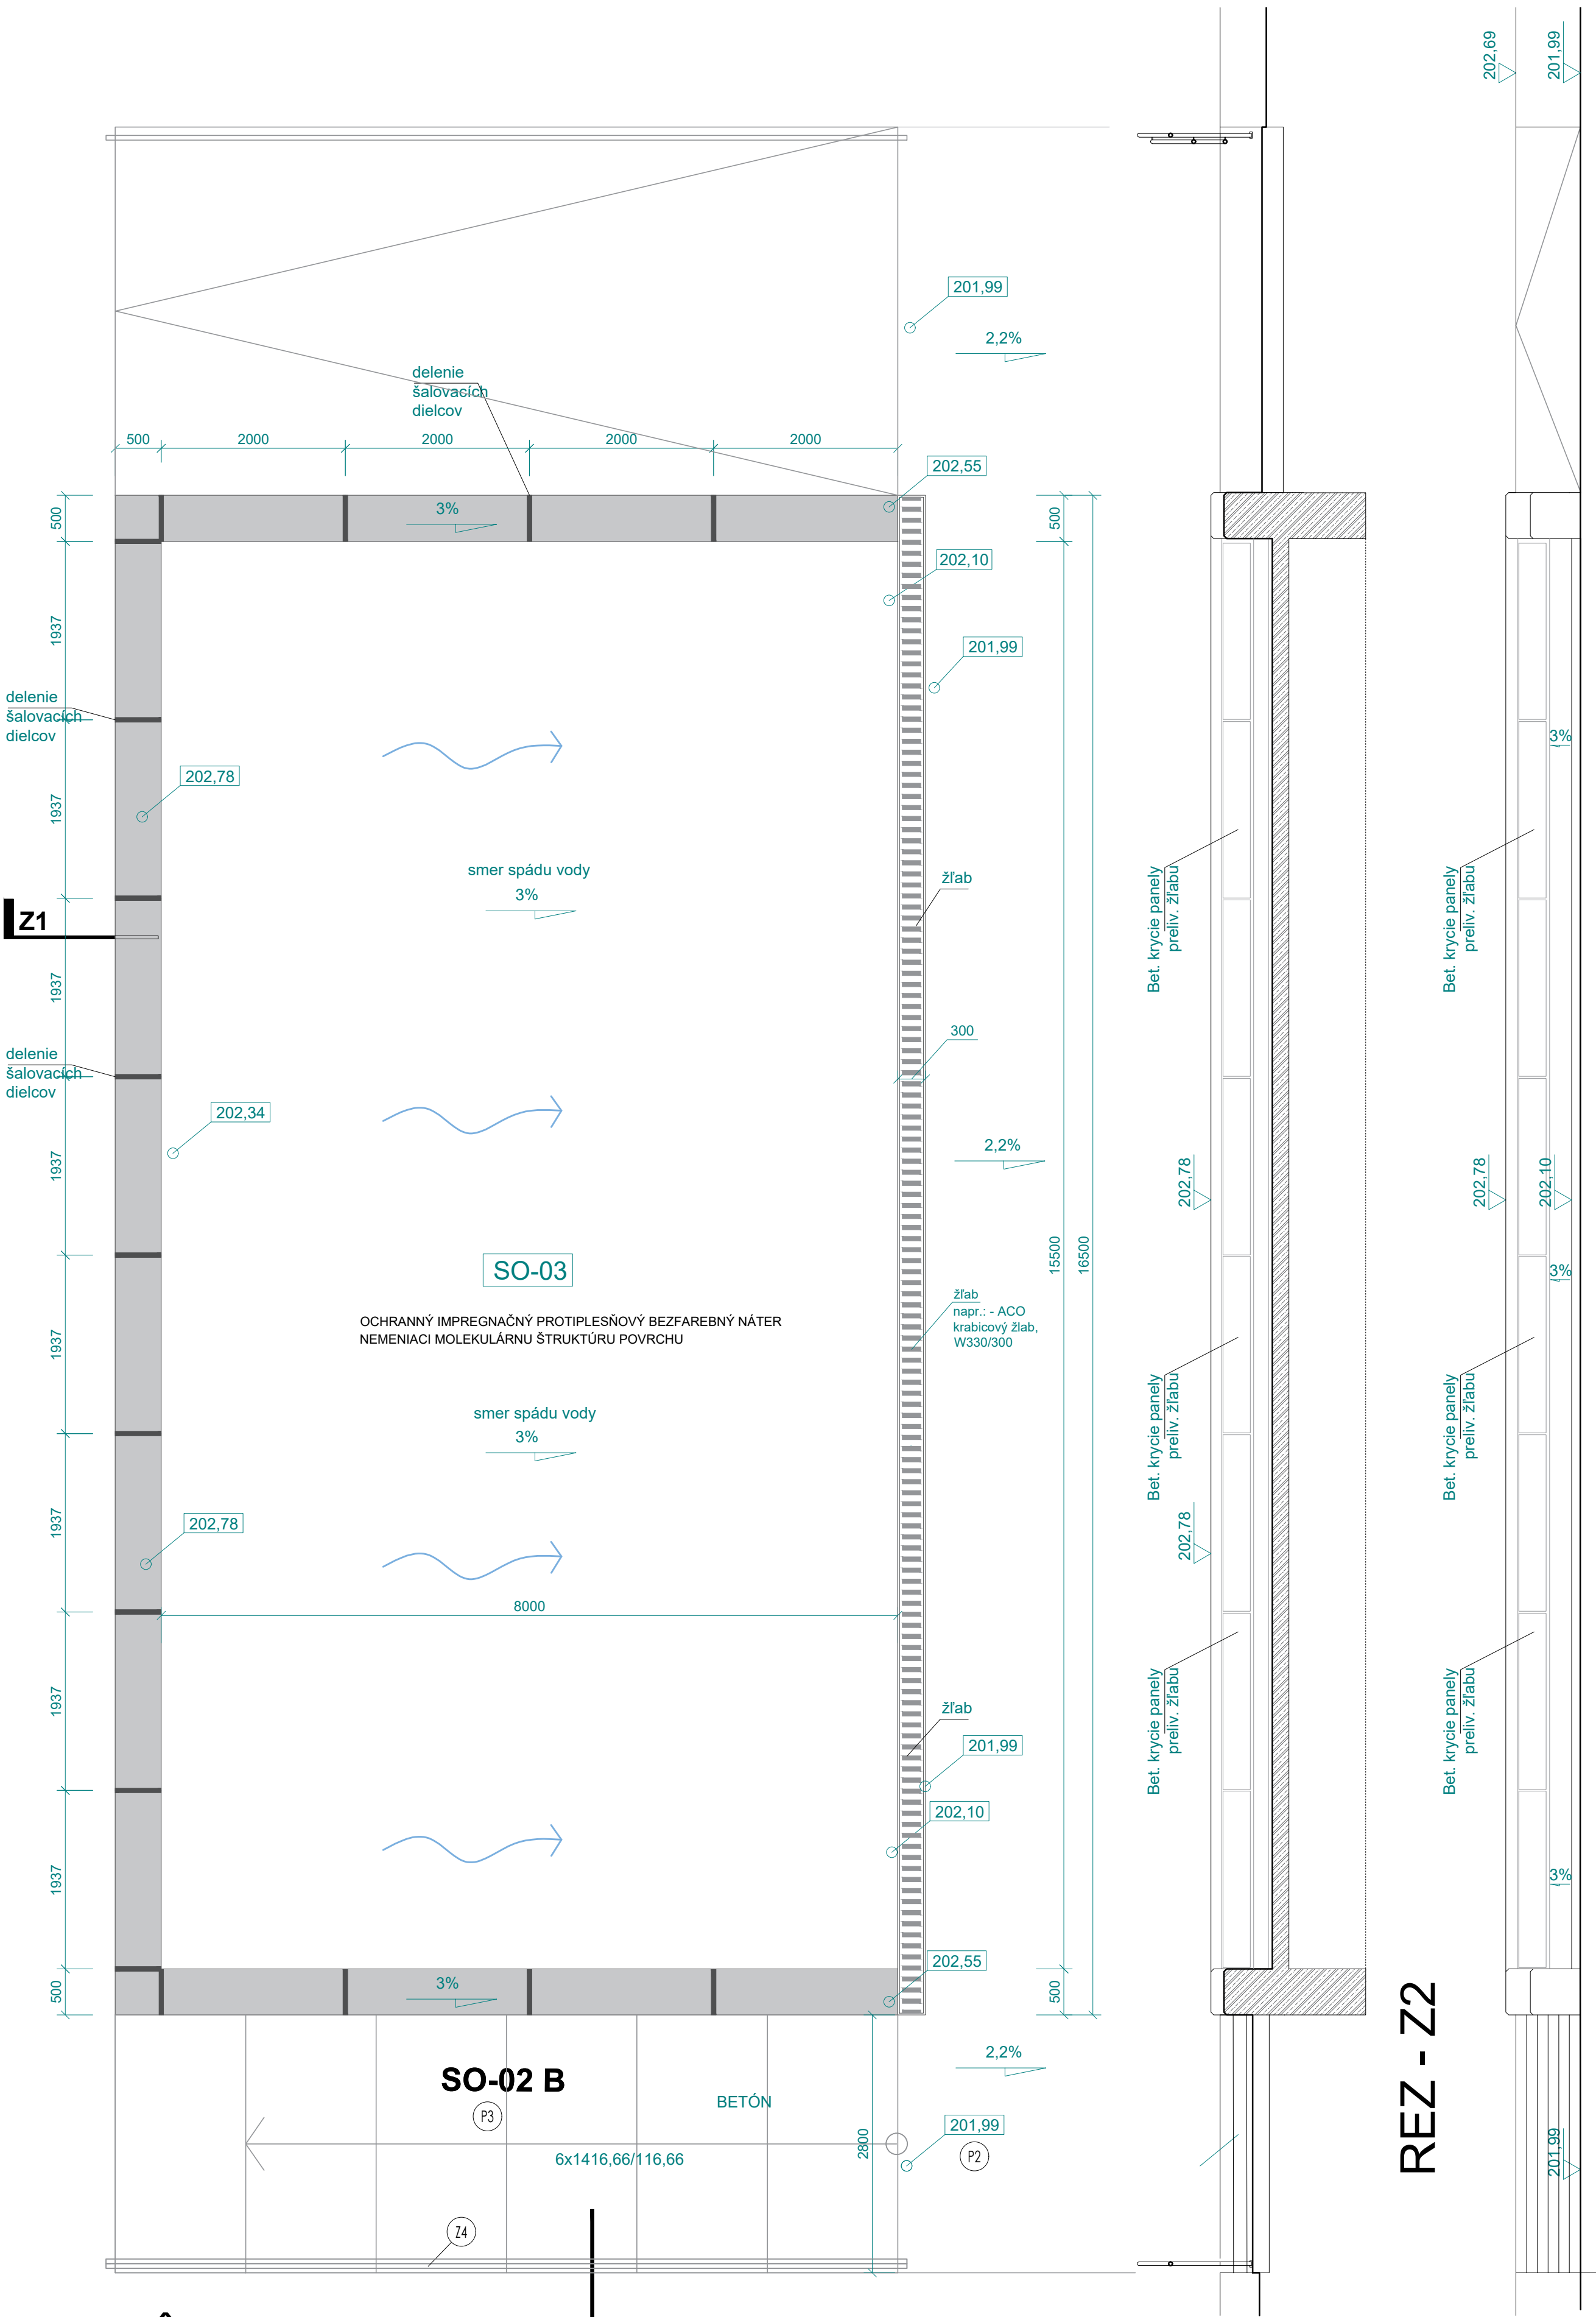 202,69
201,99
201,99
2,2%
delenie
šalovacích
dielcov
500
2000
2000
2000
2000
202,55
3%
500
500
202,10
1937
201,99
delenie
šalovacích
dielcov
3%
202,78
1937
smer spádu vody
3%
žľab
Bet. krycie panely
preliv. žľabu
Bet. krycie panely
preliv. žľabu
Z1
1937
300
delenie
šalovacích
dielcov
202,34
1937
2,2%
202,78
202,78
202,10
15500
16500
SO-03
3%
žľab
napr.: - ACO
krabicový žlab,
W330/300
OCHRANNÝ IMPREGNAČNÝ PROTIPLESŇOVÝ BEZFAREBNÝ NÁTER
NEMENIACI MOLEKULÁRNU ŠTRUKTÚRU POVRCHU
1937
smer spádu vody
3%
Bet. krycie panely
preliv. žľabu
Bet. krycie panely
preliv. žľabu
202,78
1937
202,78
8000
1937
žľab
Bet. krycie panely
preliv. žľabu
Bet. krycie panely
preliv. žľabu
201,99
202,10
1937
3%
202,55
3%
500
500
2,2%
SO-02 B
P3
BETÓN
201,99
P2
2800
6x1416,66/116,66
REZ - Z2
201,99
Z4